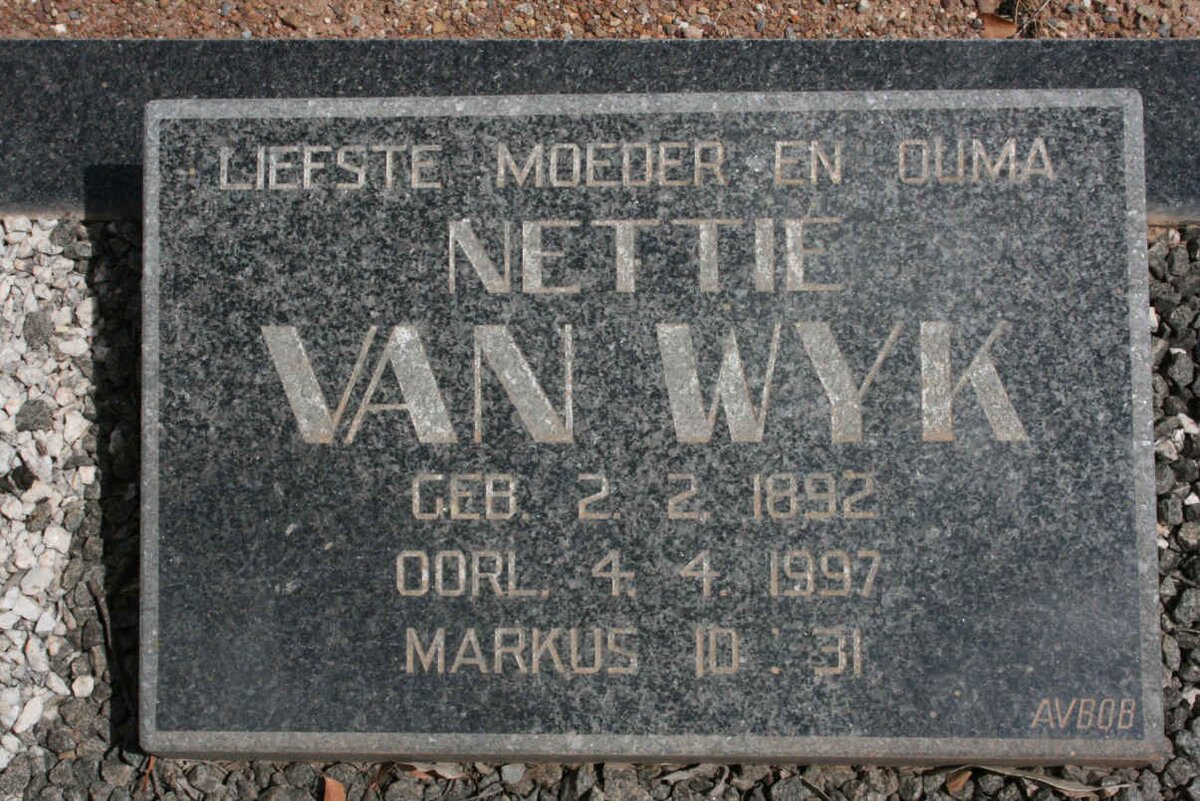 LIEFSTE MOEDER EN OUMA
NETTIE
VAN WYK
GEB. 2. 2. 1892
OORL. 4. 4. 1997
MARKUS 10 : 31
AVBOB